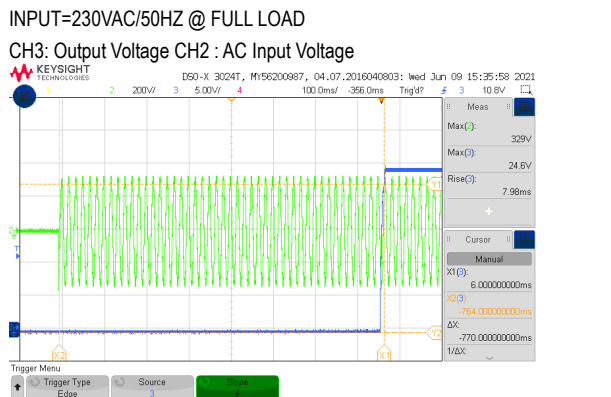 INPUT=230VAC/50HZ @ FULL LOAD
CH3: Output Voltage CH2 : AC Input Voltage
KEYSIGHT
TECHNOLOGIES
DSO-X 3024T, MY56200987, 04.07.2016040803: Wed Jun 09 15:35:58 2021
1 2 200V/ 3 5.00V/ 4 100.0ms/ -356.0ms Trig'd? 3 10.8V
Meas
Max(2):
329V
Max(3):
24.6V
Rise(3):
7.98ms
Y1
2
T
Cursor
Manual
X1(3):
6.000000000ms
X2(3):
-764.000000000ms
ΔX:
-770.000000000ms
1/ΔX:
Y2
X2
X1
Trigger Menu
Trigger Type
Edge
Source
3
Slope